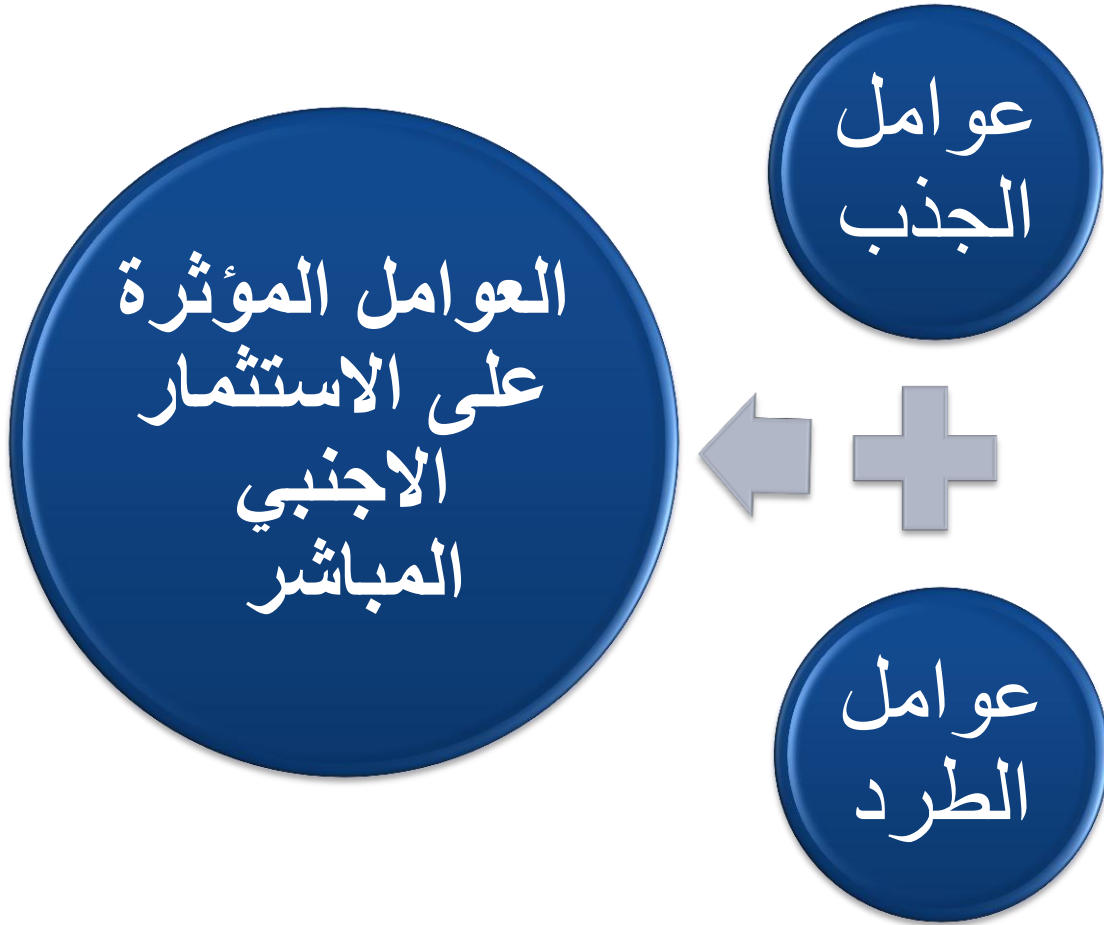 عوامل
الجذب
عوامل
الطرد
العوامل المؤثرة
على الاستثمار
الاجنبي
المباشر